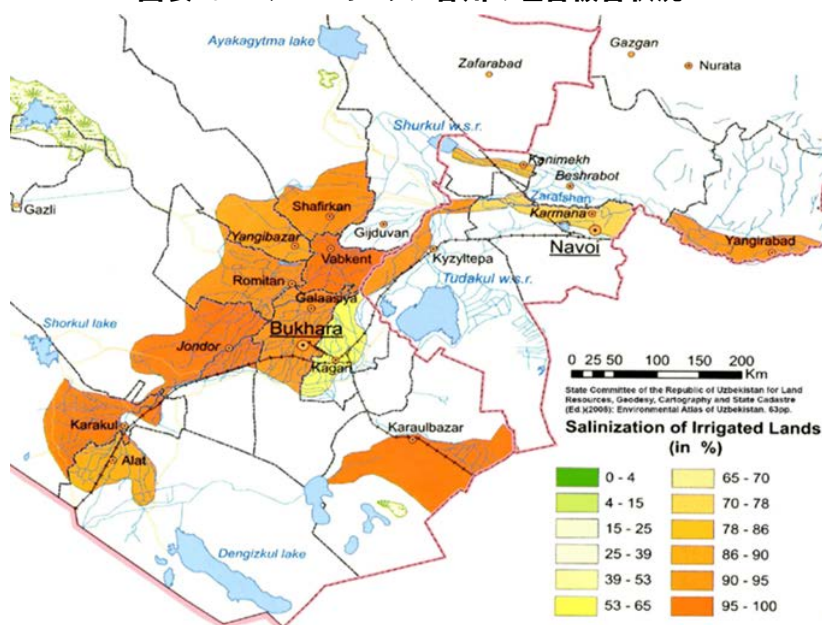 Ayakagytma lake
Gazgan
Zafarabad
Nurata
Shurkul w.s.r.
Kanimekh
Beshrabot
Zarafshan
Gazli
Shafirkan
Karmana
Gijduvan
Yangibazar
Navoi
Yangirabad
Vabkent
Kyzyltepa
Romitan
Tudakul w.s.r.
Galaasiya
Shorkul lake
Bukhara
Jondor
Kagan
0 25 50 100 150 200
Km
State Committee of the Republic of Uzbekistan for Land
Resources, Geodesy, Cartography and State Cadastre
(Ed.)(2008): Environmental Atlas of Uzbekistan. 63pp.
Karakul
Karaulbazar
Alat
Dengizkul lake
Salinization of Irrigated Lands
(in %)
0 - 4
4 - 15
15 - 25
25 - 39
39 - 53
53 - 65
65 - 70
70 - 78
78 - 86
86 - 90
90 - 95
95 - 100